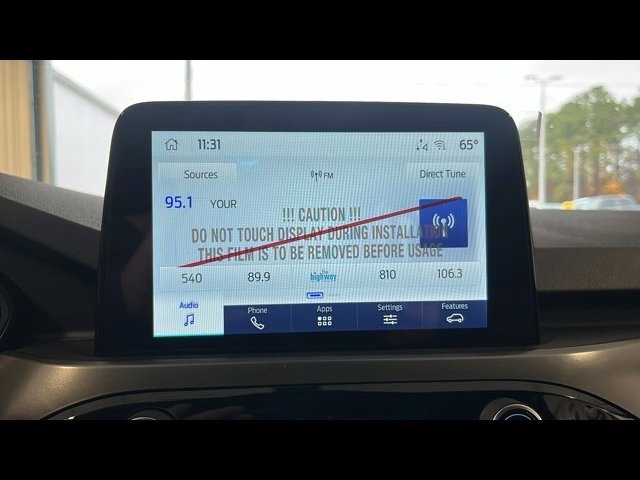 11:31 65°
Sources FM Direct Tune
95.1 YOUR
!!! CAUTION !!!
DO NOT TOUCH DISPLAY DURING INSTALLATION
THIS FILM IS TO BE REMOVED BEFORE USAGE
540 89.9 highway 810 106.3
Audio Phone Apps Settings Features